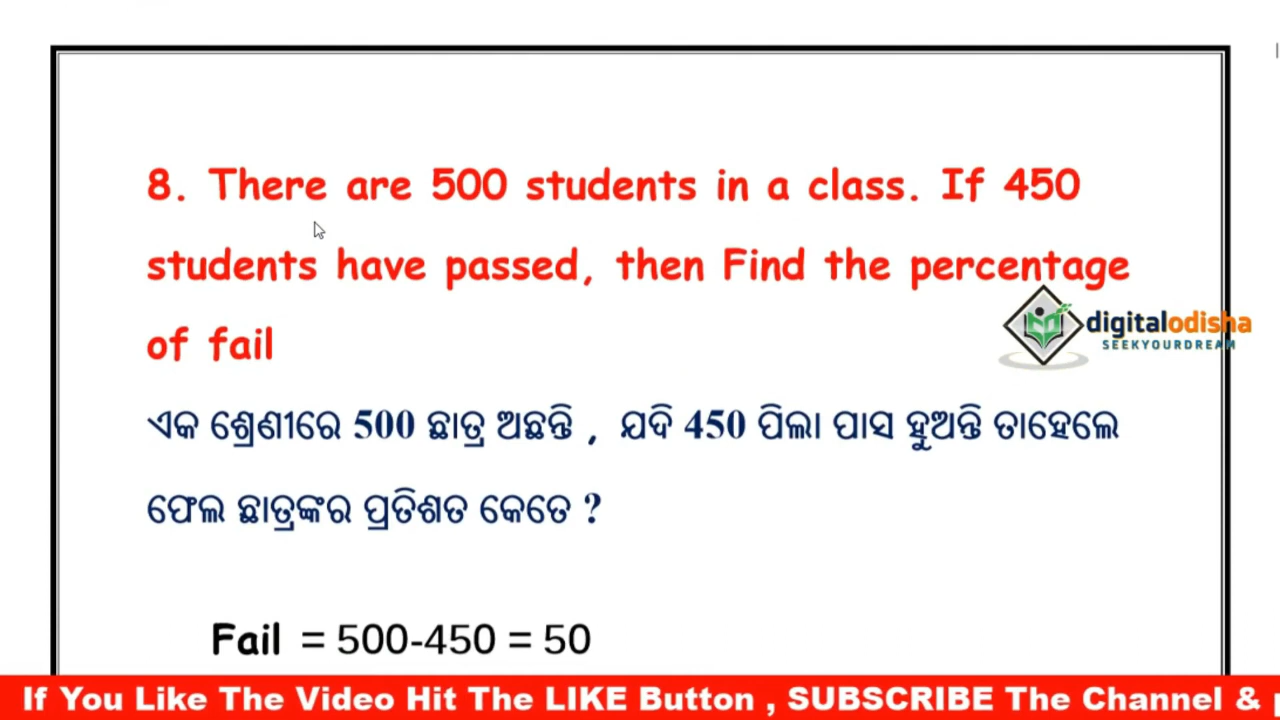 8. There are 500 students in a class. If 450
students have passed, then Find the percentage
of fail
digitalodisha
SEEKYOURDREAM
ଏକ ଶ୍ରେଣୀରେ 500 ଛାତ୍ର ଅଛନ୍ତି , ଯଦି 450 ପିଲା ପାସ ହୁଅନ୍ତି ତାହେଲେ
ଫେଲ ଛାତ୍ରଙ୍କର ପ୍ରତିଶତ କେତେ ?
Fail = 500-450 = 50
If You Like The Video Hit The LIKE Button , SUBSCRIBE The Channel &